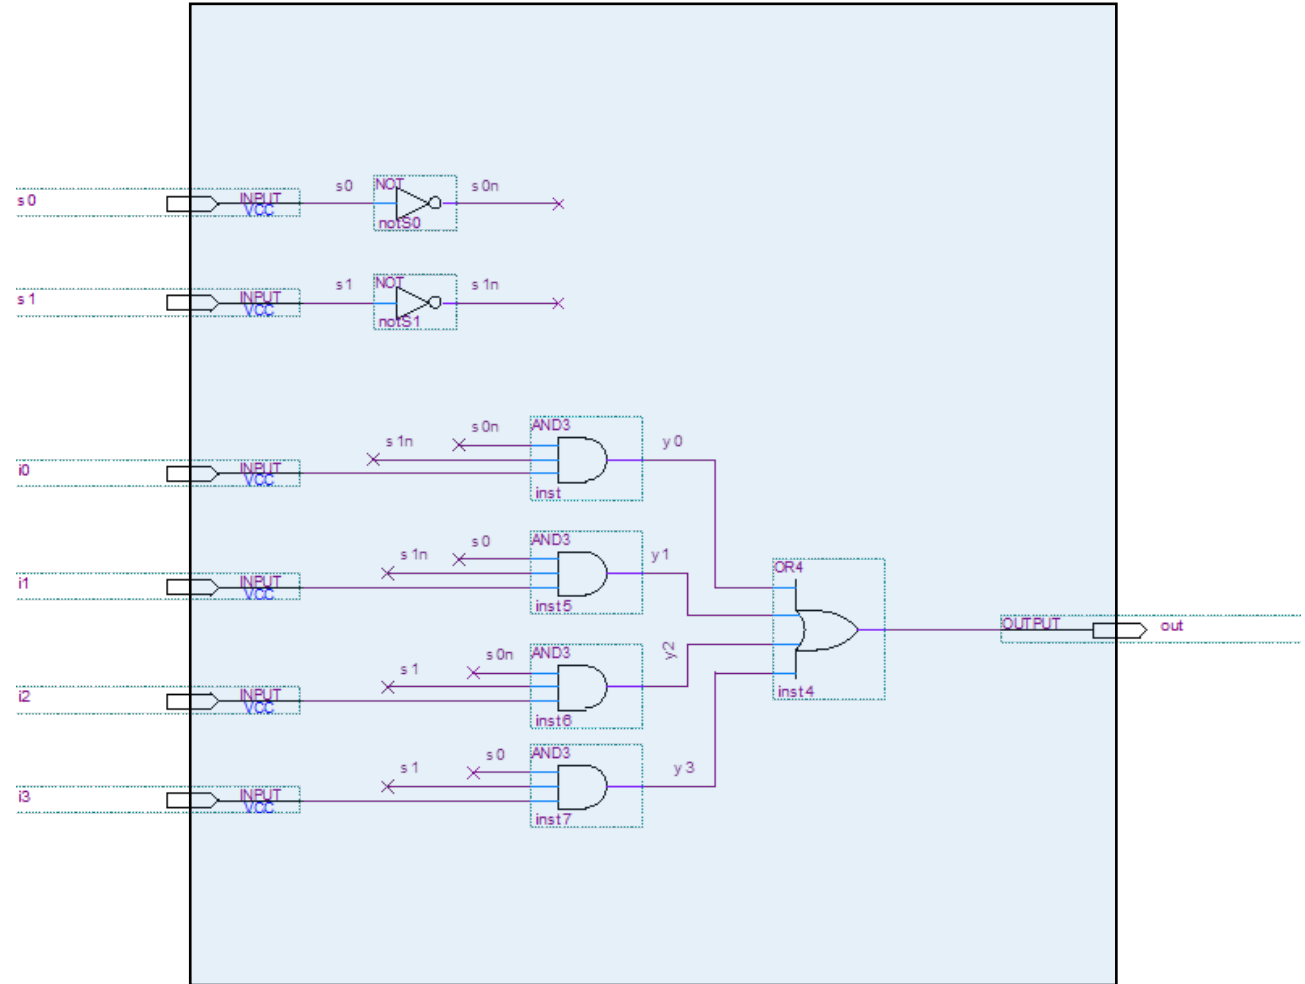 s0 INPUT VCC s0 NOT notS0 s0n
s1 INPUT VCC s1 NOT notS1 s1n
i0 INPUT VCC s1n s0n AND3 inst y0
i1 INPUT VCC s1n s0 AND3 inst5 y1
OR4 inst4 OUTPUT out
i2 INPUT VCC s1 s0n AND3 inst6 y2
i3 INPUT VCC s1 s0 AND3 inst7 y3